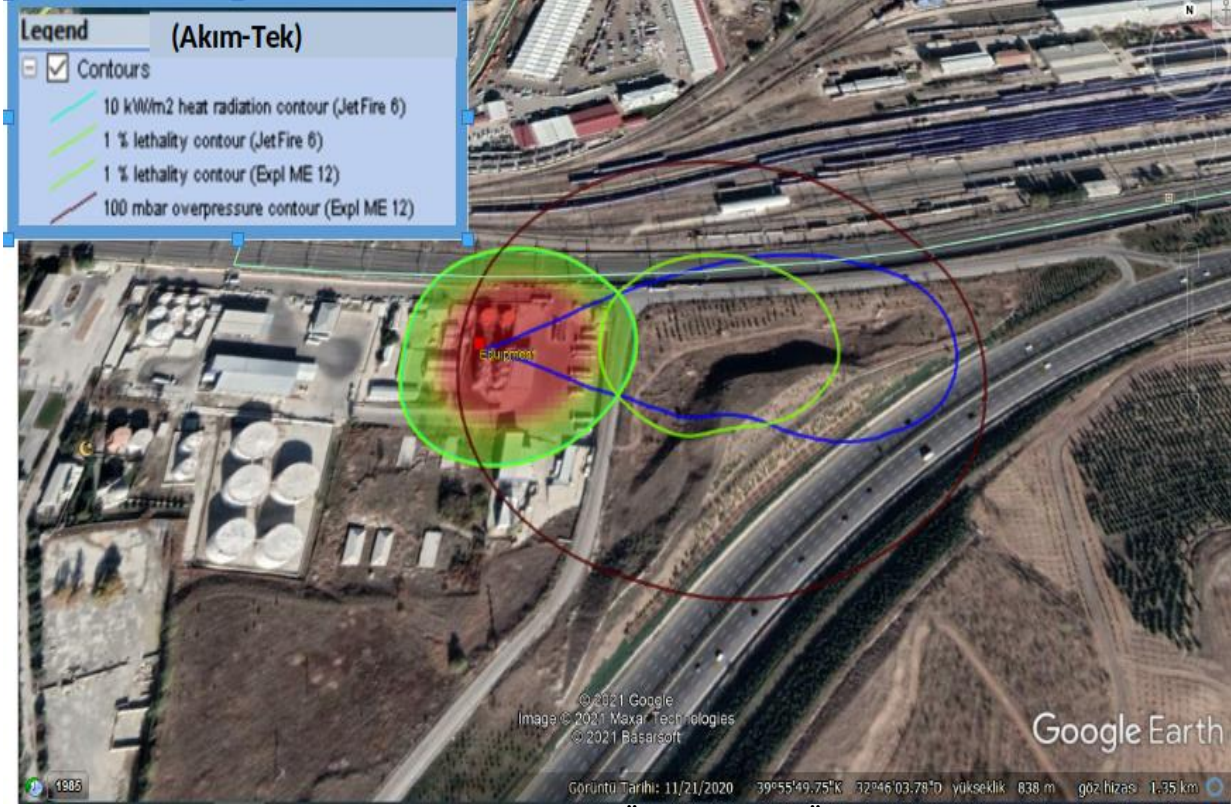 Legend
(Akım-Tek)
Contours
10 kW/m2 heat radiation contour (JetFire 6)
1 % lethality contour (JetFire 6)
1 % lethality contour (Expl ME 12)
100 mbar overpressure contour (Expl ME 12)
N
Equipment
© 2021 Google
Image © 2021 Maxar Technologies
© 2021 Basarsoft
Google Earth
1985
Görüntü Tarihi: 11/21/2020 39°55'49.75"K 32°46'03.78"D yükseklik 838 m göz hizası 1.35 km